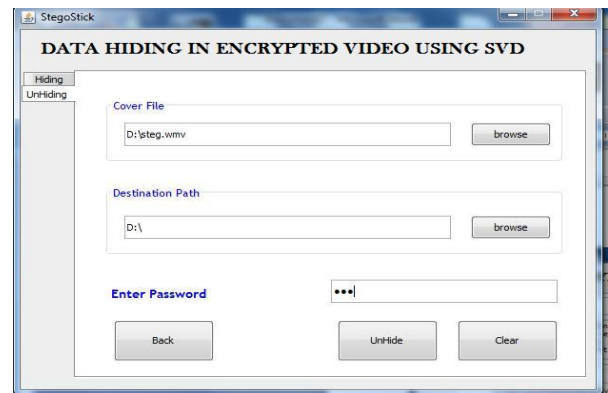 StegoStick
DATA HIDING IN ENCRYPTED VIDEO USING SVD
Hiding
UnHiding
Cover File
D:\steg.wmv
browse
Destination Path
D:\
browse
Enter Password
•••
Back
UnHide
Clear